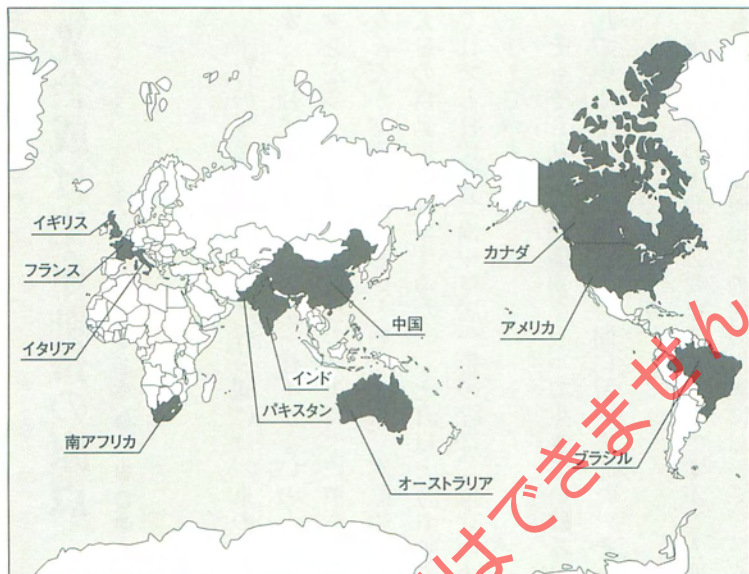 イギリス
フランス
イタリア
南アフリカ
パキスタン
インド
中国
オーストラリア
カナダ
アメリカ
ブラジル
はできません